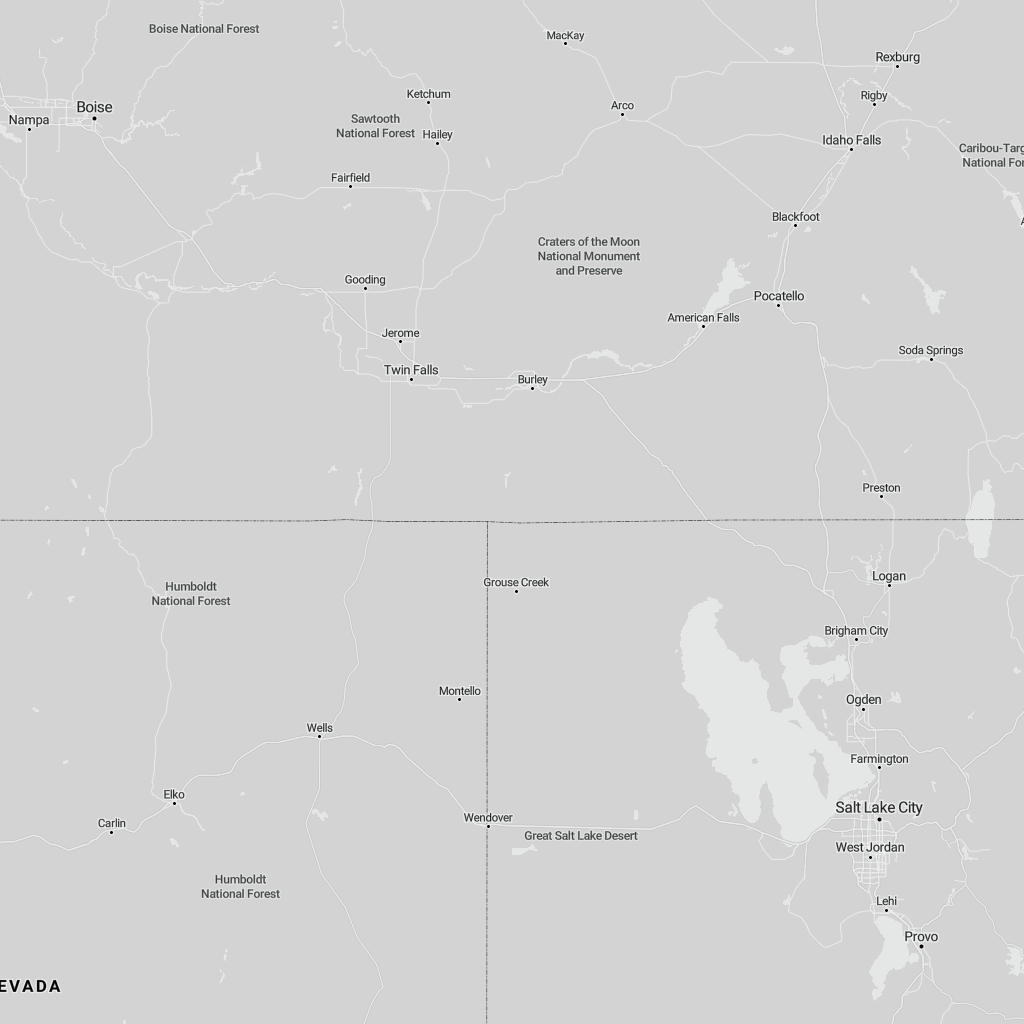 Boise National Forest
MacKay
Rexburg
Ketchum
Rigby
Boise
Arco
Nampa
Sawtooth
National Forest
Hailey
Idaho Falls
Caribou-Targ
National For
Fairfield
Blackfoot
A
Craters of the Moon
National Monument
and Preserve
Gooding
Pocatello
American Falls
Jerome
Soda Springs
Twin Falls
Burley
Preston
Logan
Grouse Creek
Humboldt
National Forest
Brigham City
Montello
Ogden
Wells
Farmington
Elko
Salt Lake City
Wendover
Carlin
Great Salt Lake Desert
West Jordan
Humboldt
National Forest
Lehi
Provo
EVADA